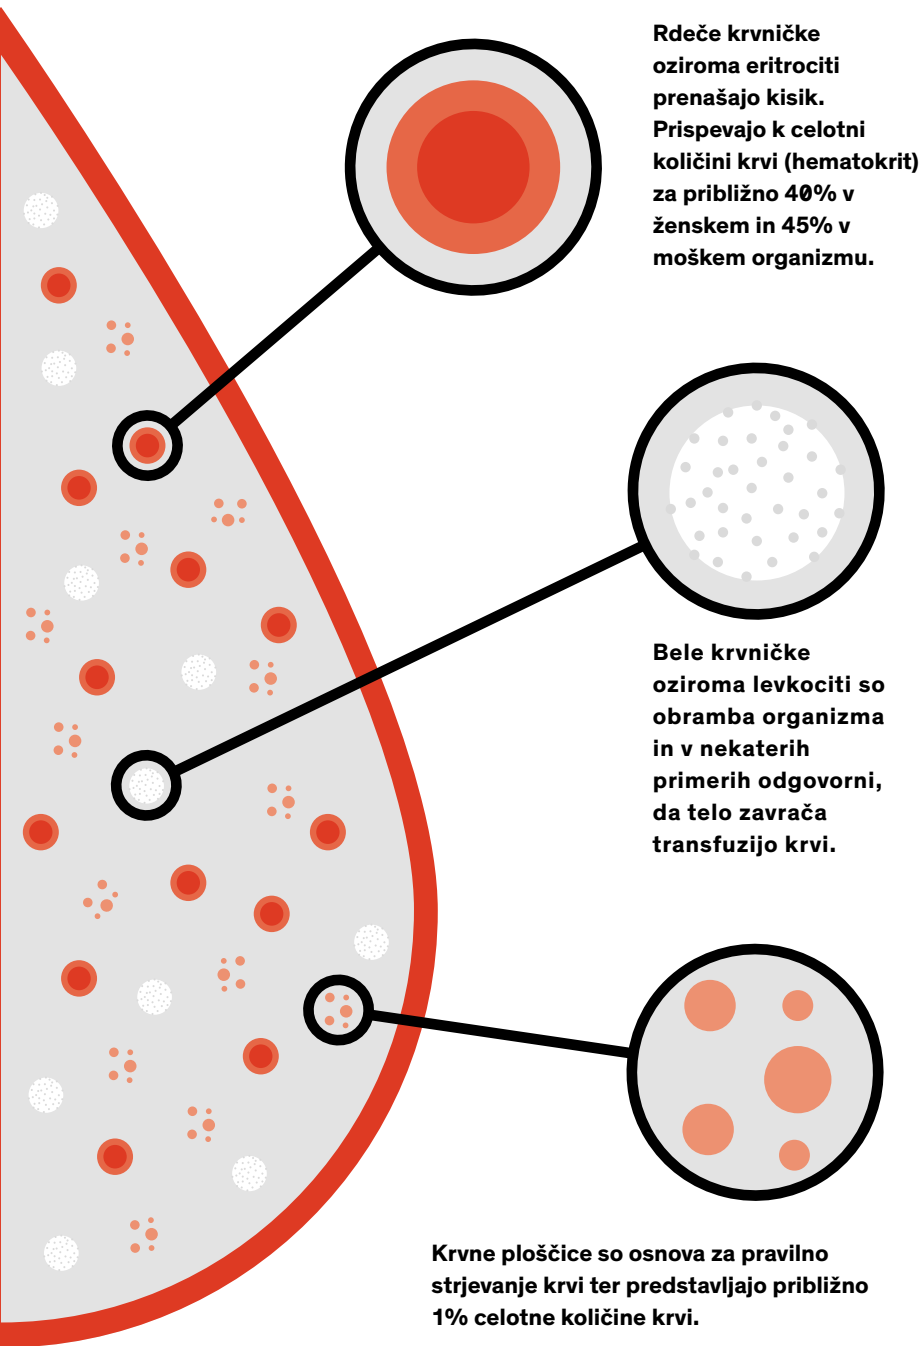 Rdeče krvničke
oziroma eritrociti
prenašajo kisik.
Prispevajo k celotni
količini krvi (hematokrit)
za približno 40% v
ženskem in 45% v
moškem organizmu.
Bele krvničke
oziroma levkociti so
obramba organizma
in v nekaterih
primerih odgovorni,
da telo zavrača
transfuzijo krvi.
Krvne ploščice so osnova za pravilno
strjevanje krvi ter predstavljajo približno
1% celotne količine krvi.